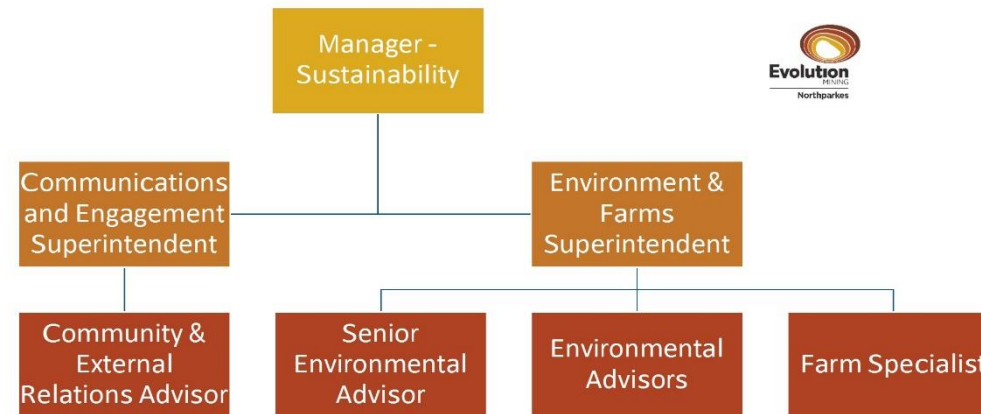 Manager -
Sustainability
Evolution
MINING
Northparkes
Communications
and Engagement
Superintendent
Environment &
Farms
Superintendent
Community &
External
Relations Advisor
Senior
Environmental
Advisor
Environmental
Advisors
Farm Specialist